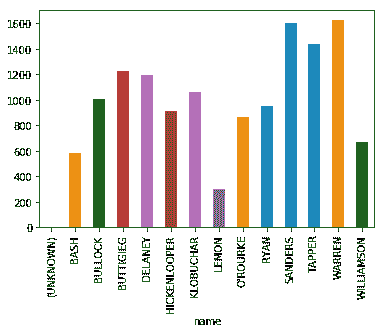 1600
1400
1200
1000
800
600
400
200
0
(UNKNOWN)
BASH
BULLOCK
BUTTIGIEG
DELANEY
HICKENLOOPER
KLOBUCHAR
LEMON
O'ROURKE
RYAN
SANDERS
TAPPER
WARREN
WILLIAMSON
name